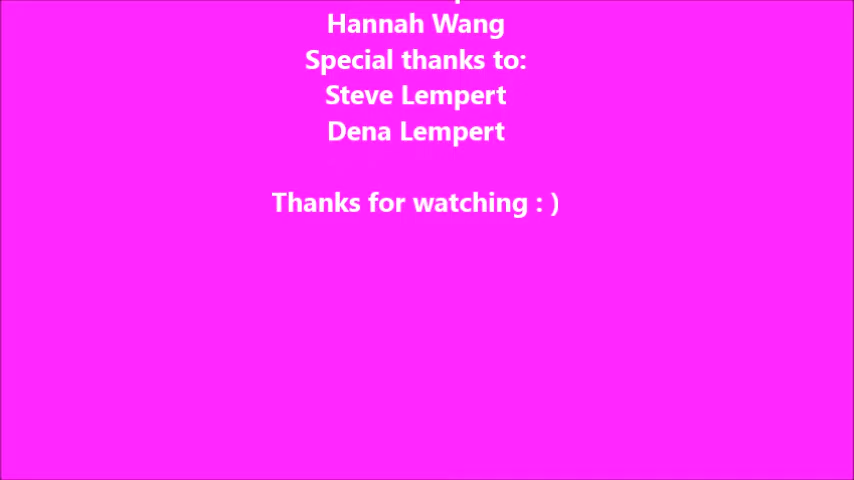 Hannah Wang
Special thanks to:
Steve Lempert
Dena Lempert
Thanks for watching : )